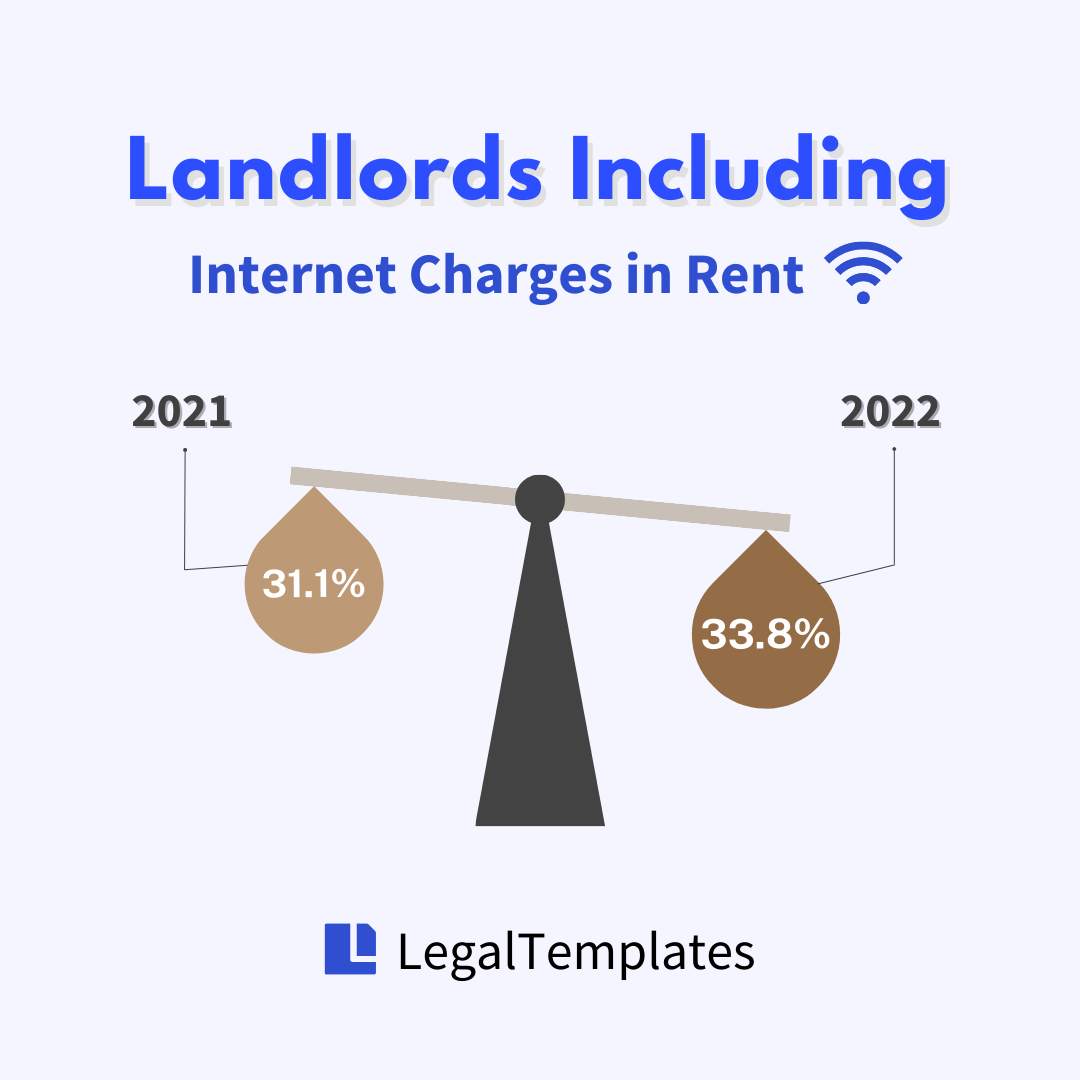 Landlords Including
Internet Charges in Rent
2021
2022
31.1%
33.8%
LegalTemplates